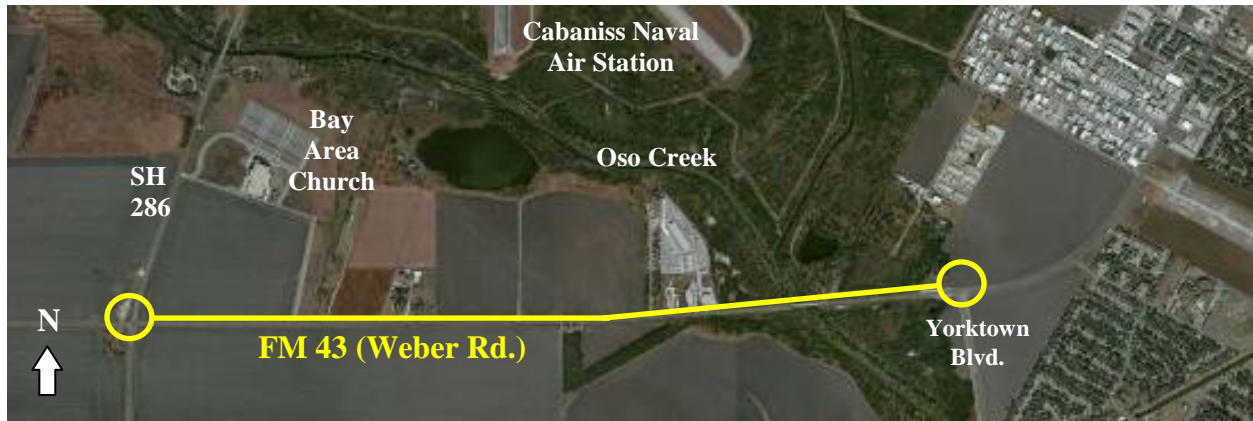 Cabaniss Naval
Air Station
Bay
Area
Church
Oso Creek
SH
286
N
FM 43 (Weber Rd.)
Yorktown
Blvd.